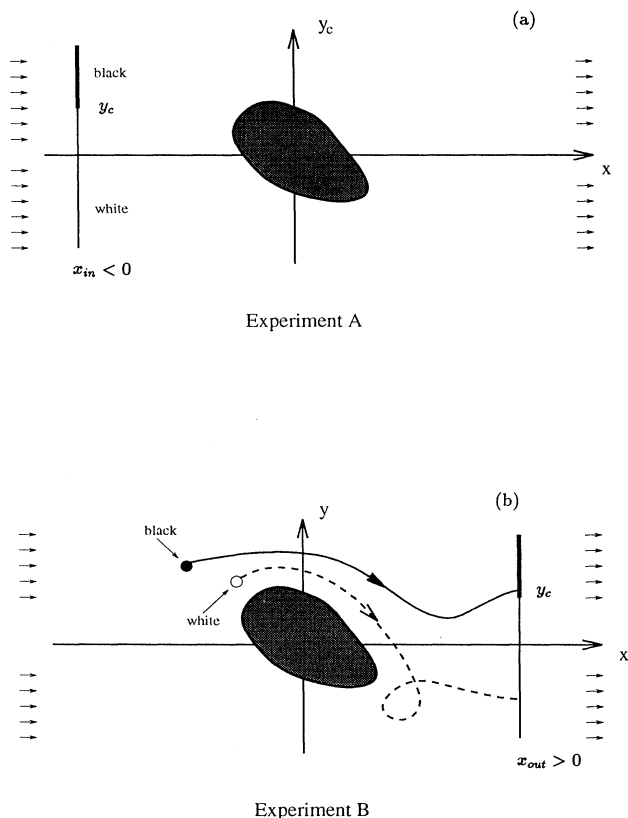 (a)
y_c
black
y_c
x
white
x_in < 0
Experiment A
(b)
y
black
y_c
white
x
x_out > 0
Experiment B